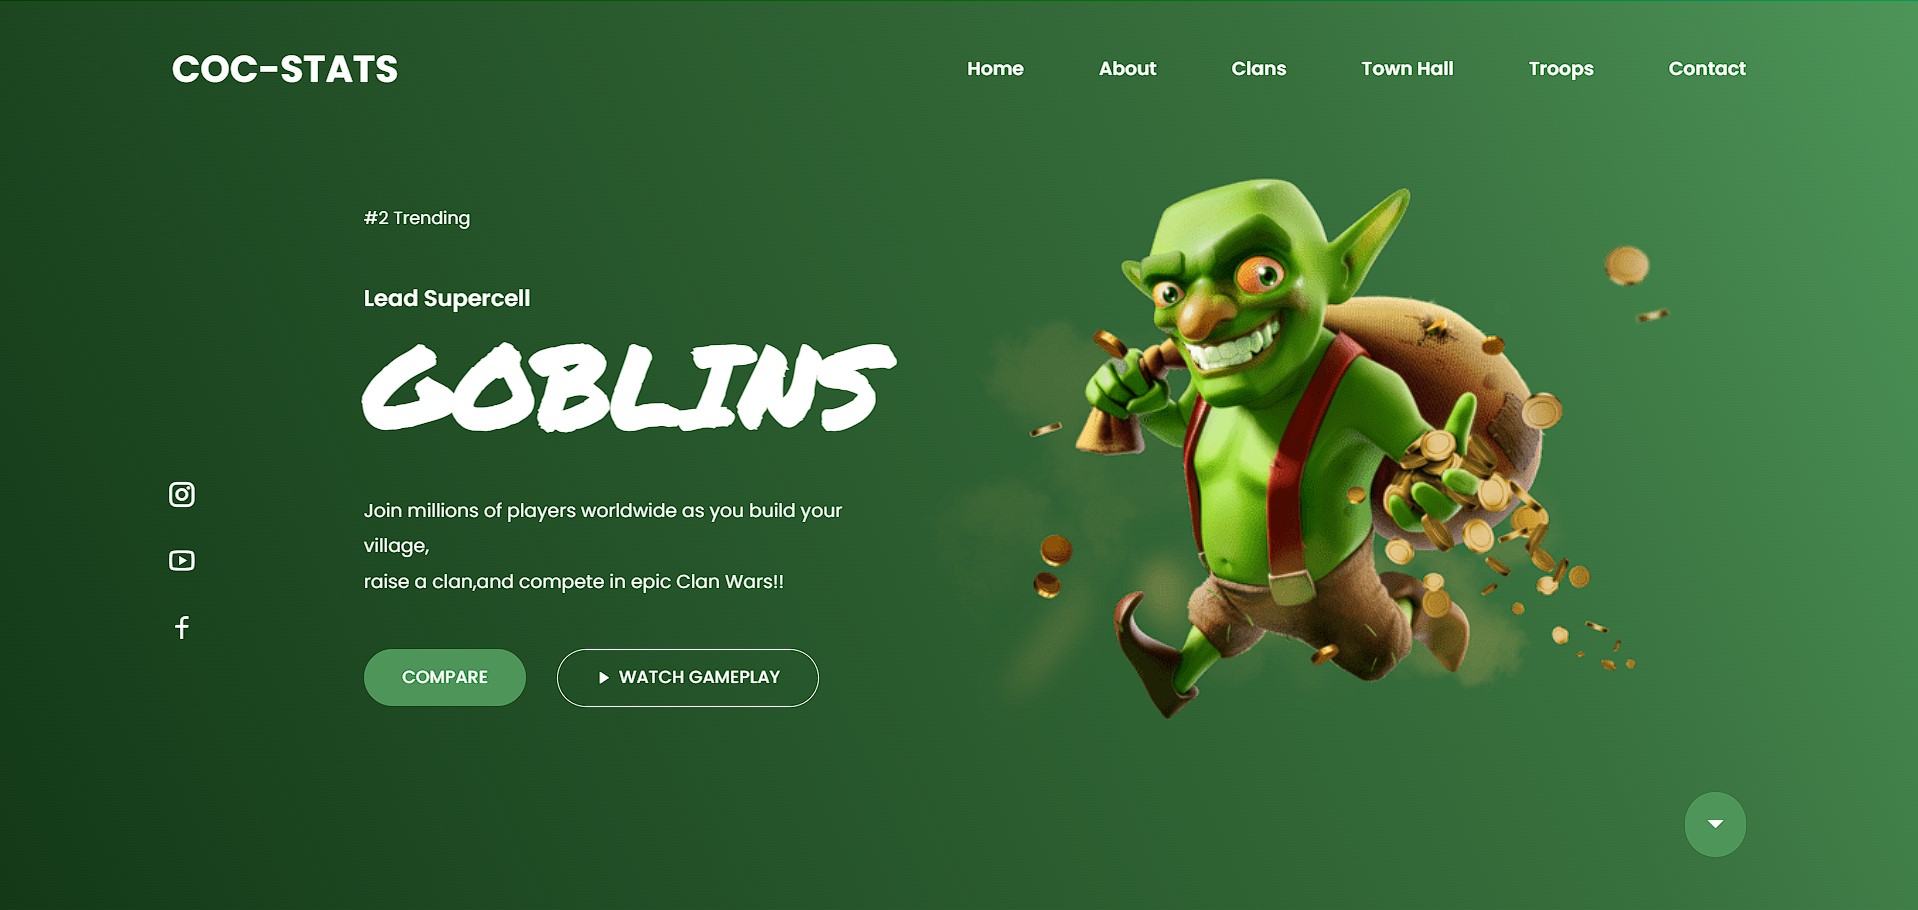 COC-STATS
Home
About
Clans
Town Hall
Troops
Contact
#2 Trending
Lead Supercell
GOBLINS
Join millions of players worldwide as you build your
village,
raise a clan,and compete in epic Clan Wars!!
COMPARE
WATCH GAMEPLAY